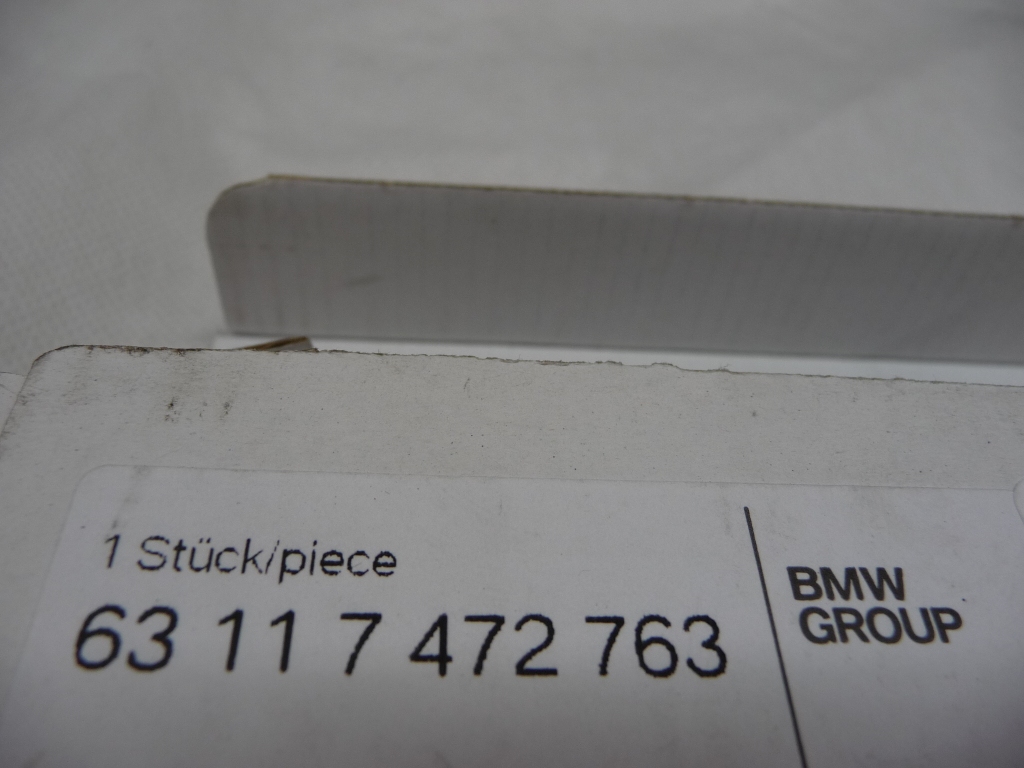 1 Stück/piece
63 11 7 472 763
BMW
GROUP